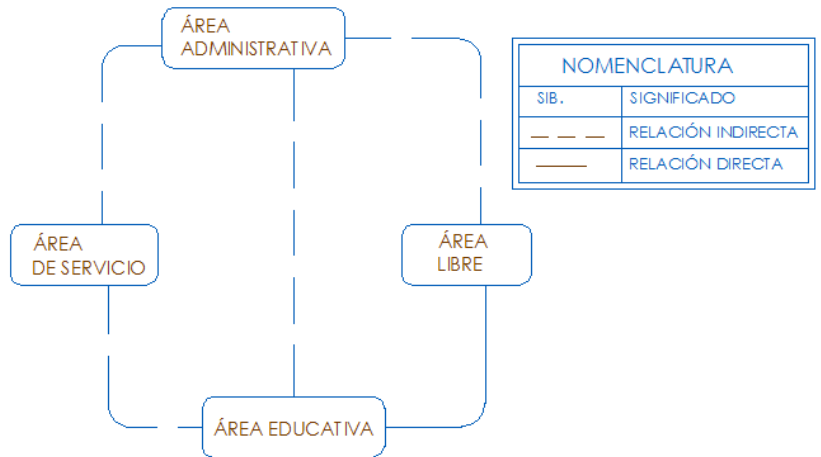 ÁREA
ADMINISTRATIVA
NOMENCLATURA
SIB. SIGNIFICADO
RELACIÓN INDIRECTA
RELACIÓN DIRECTA
ÁREA
DE SERVICIO
ÁREA
LIBRE
ÁREA EDUCATIVA